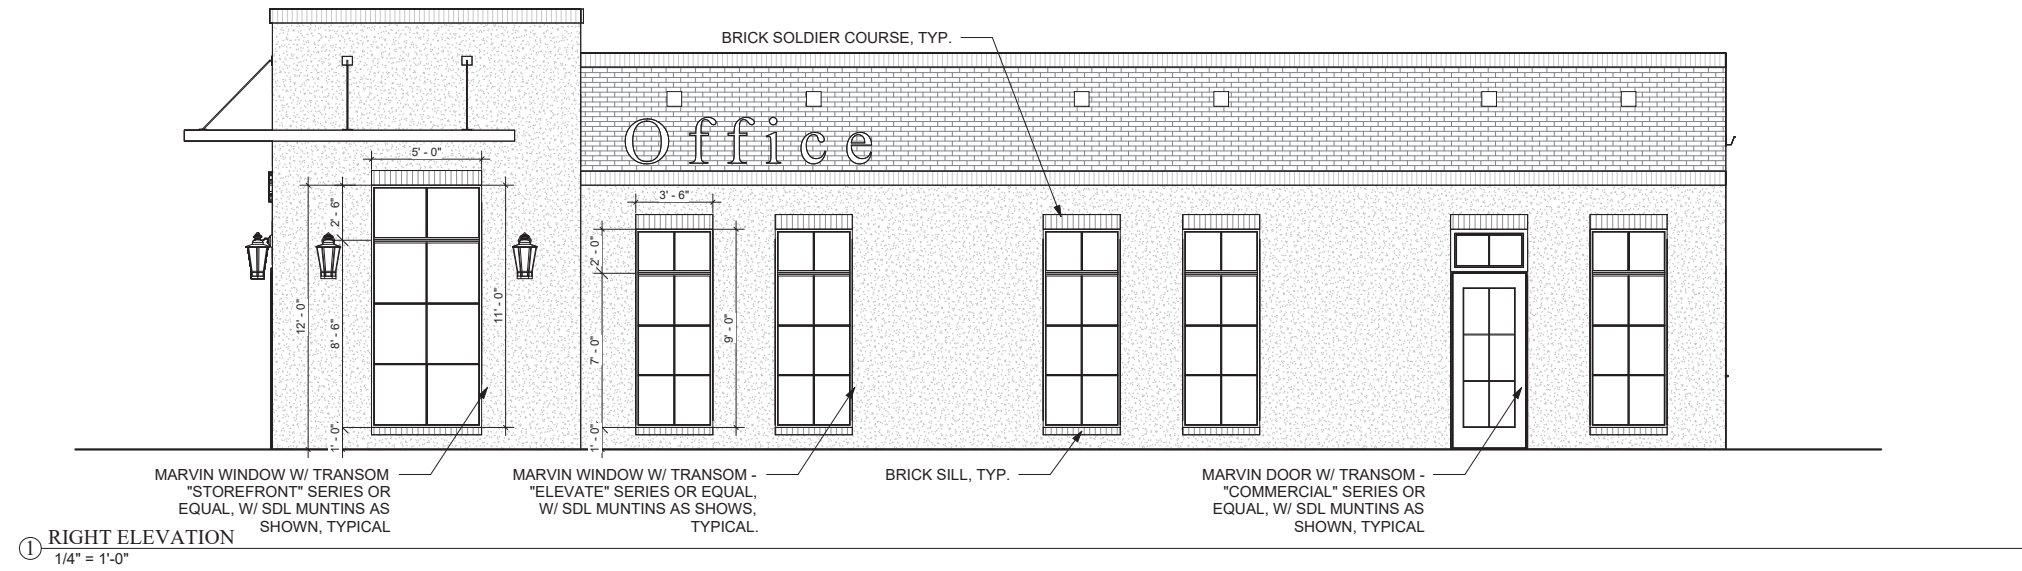 BRICK SOLDIER COURSE, TYP.
Office
5' - 0"
3' - 6"
2' - 6"
12' - 0"
8' - 6"
11' - 0"
1' - 0"
2' - 0"
7' - 0"
9' - 0"
1' - 0"
MARVIN WINDOW W/ TRANSOM
"STOREFRONT" SERIES OR
EQUAL, W/ SDL MUNTINS AS
SHOWN, TYPICAL
MARVIN WINDOW W/ TRANSOM -
"ELEVATE" SERIES OR EQUAL,
W/ SDL MUNTINS AS SHOWS,
TYPICAL.
BRICK SILL, TYP.
MARVIN DOOR W/ TRANSOM -
"COMMERCIAL" SERIES OR
EQUAL, W/ SDL MUNTINS AS
SHOWN, TYPICAL
1 RIGHT ELEVATION
1/4" = 1'-0"